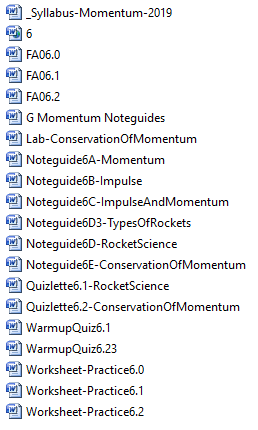 _Syllabus-Momentum-2019
6
FA06.0
FA06.1
FA06.2
G Momentum Noteguides
Lab-ConservationOfMomentum
Noteguide6A-Momentum
Noteguide6B-Impulse
Noteguide6C-ImpulseAndMomentum
Noteguide6D3-TypesOfRockets
Noteguide6D-RocketScience
Noteguide6E-ConservationOfMomentum
Quizlette6.1-RocketScience
Quizlette6.2-ConservationOfMomentum
WarmupQuiz6.1
WarmupQuiz6.23
Worksheet-Practice6.0
Worksheet-Practice6.1
Worksheet-Practice6.2